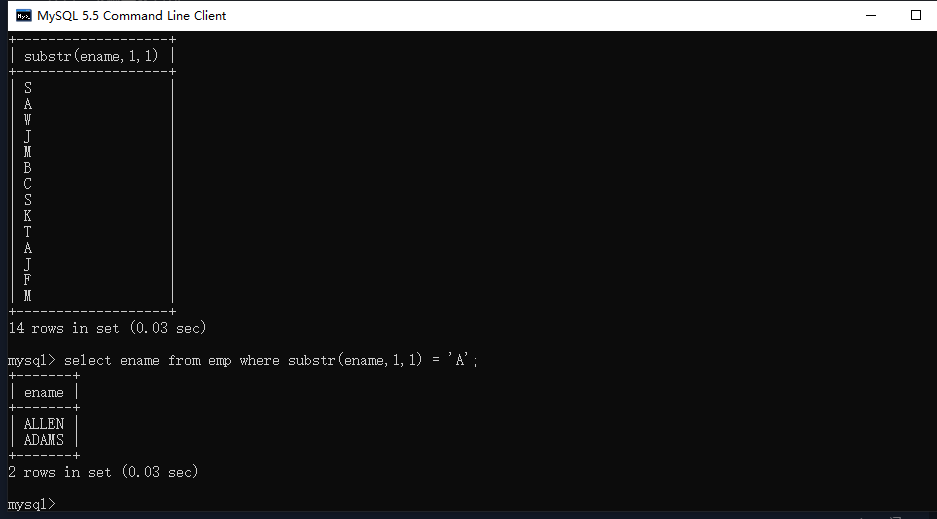 MySQL 5.5 Command Line Client
+-------------------+
| substr(ename,1,1) |
+-------------------+
| S                 |
| A                 |
| W                 |
| J                 |
| M                 |
| B                 |
| C                 |
| S                 |
| K                 |
| T                 |
| A                 |
| J                 |
| F                 |
| M                 |
+-------------------+
14 rows in set (0.03 sec)
mysql> select ename from emp where substr(ename,1,1) = 'A';
+-------+
| ename |
+-------+
| ALLEN |
| ADAMS |
+-------+
2 rows in set (0.03 sec)
mysql>